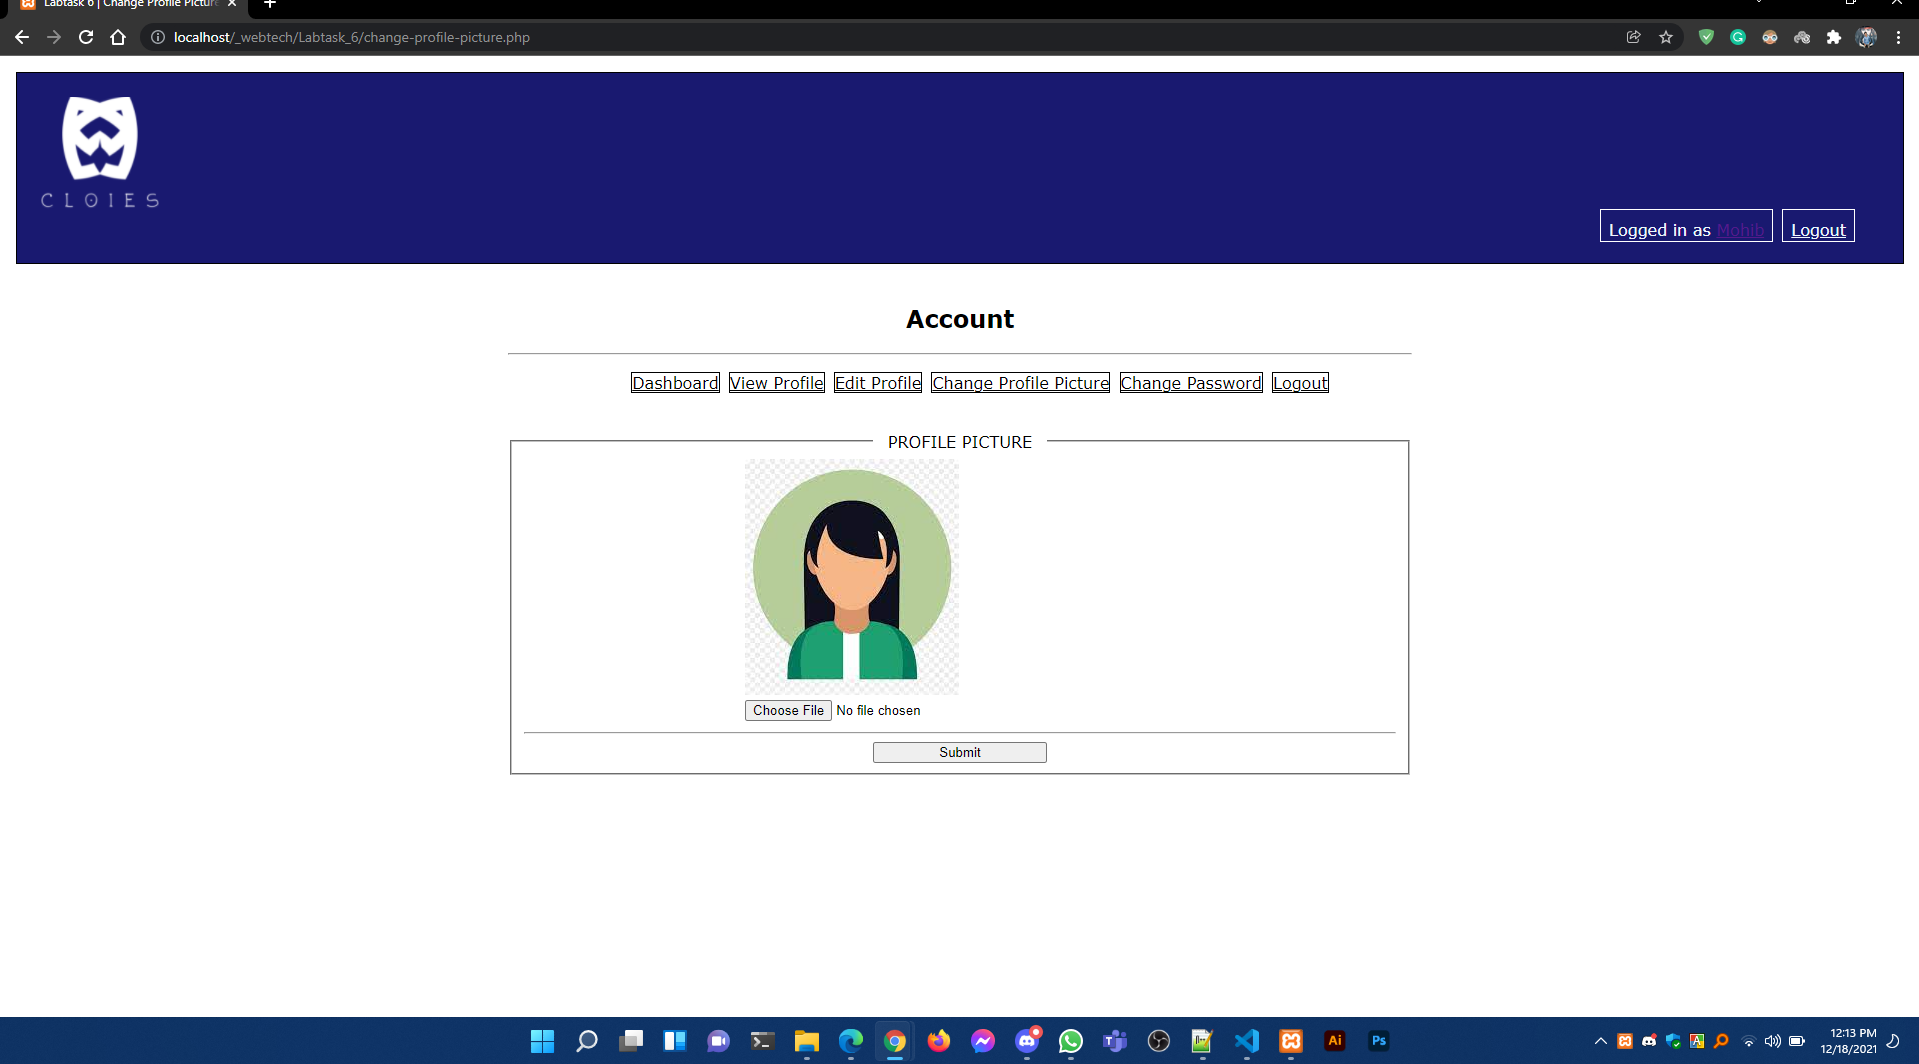 Labtask 6 | Change Profile Picture
localhost/_webtech/Labtask_6/change-profile-picture.php
CLOIES
Logged in as Mohib
Logout
Account
Dashboard View Profile Edit Profile Change Profile Picture Change Password Logout
PROFILE PICTURE
Choose File No file chosen
Submit
Ai
Ps
12:13 PM
12/18/2021